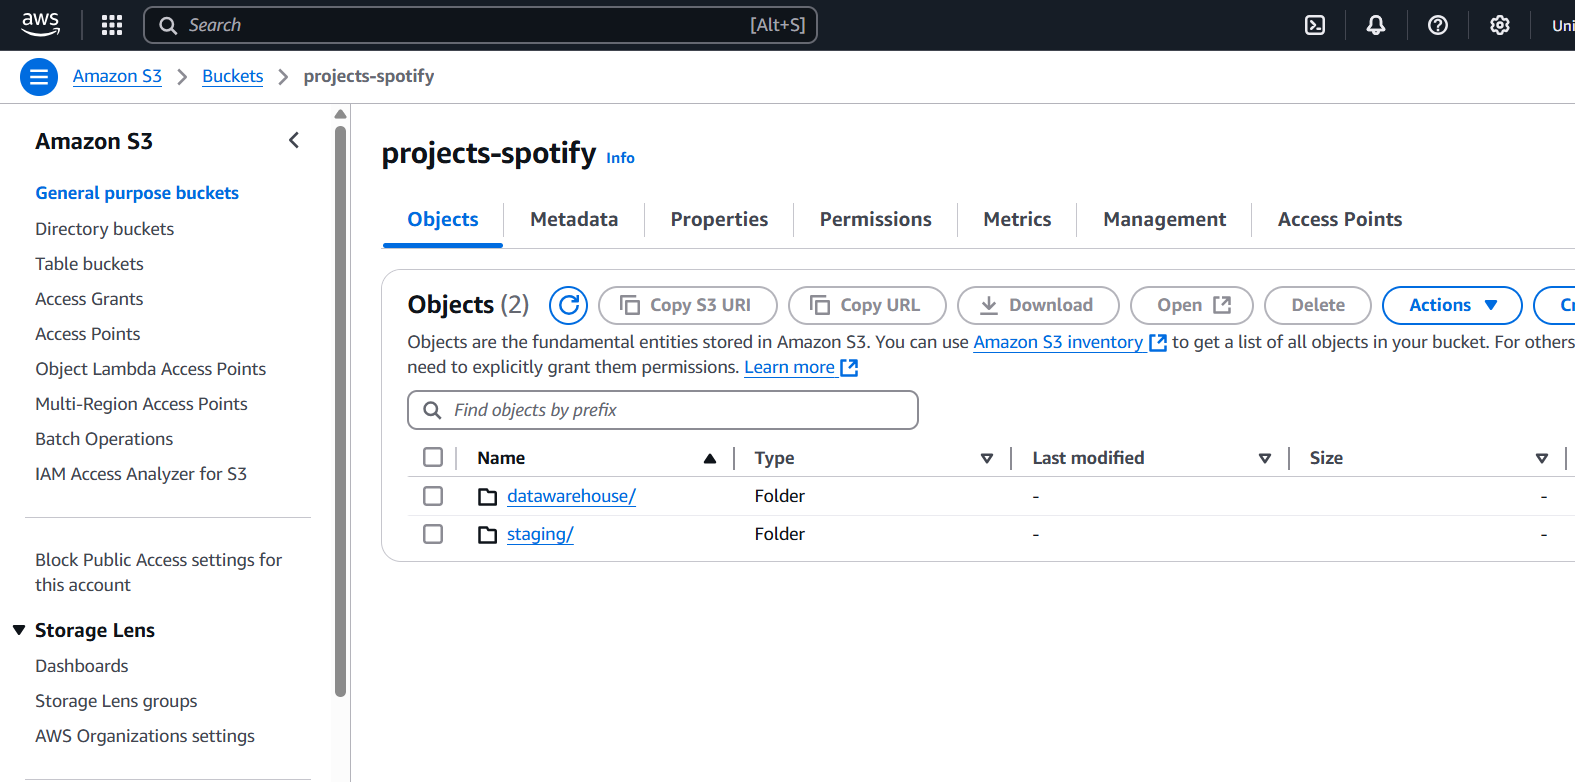 aws
Search [Alt+S]
Uni
Amazon S3 > Buckets > projects-spotify
Amazon S3
General purpose buckets
Directory buckets
Table buckets
Access Grants
Access Points
Object Lambda Access Points
Multi-Region Access Points
Batch Operations
IAM Access Analyzer for S3
Block Public Access settings for
this account
Storage Lens
Dashboards
Storage Lens groups
AWS Organizations settings
projects-spotify Info
Objects Metadata Properties Permissions Metrics Management Access Points
Objects (2) Copy S3 URI Copy URL Download Open Delete Actions Cr
Objects are the fundamental entities stored in Amazon S3. You can use Amazon S3 inventory to get a list of all objects in your bucket. For others
need to explicitly grant them permissions. Learn more
Find objects by prefix
Name Type Last modified Size
datawarehouse/ Folder - -
staging/ Folder - -